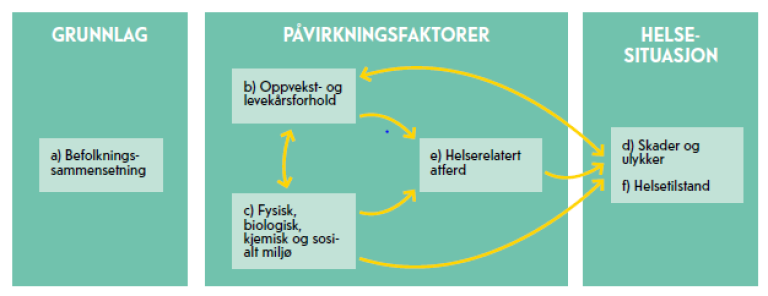 GRUNNLAG
a) Befolknings-
sammensetning
PÅVIRKNINGSFAKTORER
b) Oppvekst- og
levekårsforhold
c) Fysisk,
biologisk,
kjemisk og sosi-
alt miljø
e) Helserelatert
atferd
HELSE-
SITUASJON
d) Skader og
ulykker
f) Helsetilstand